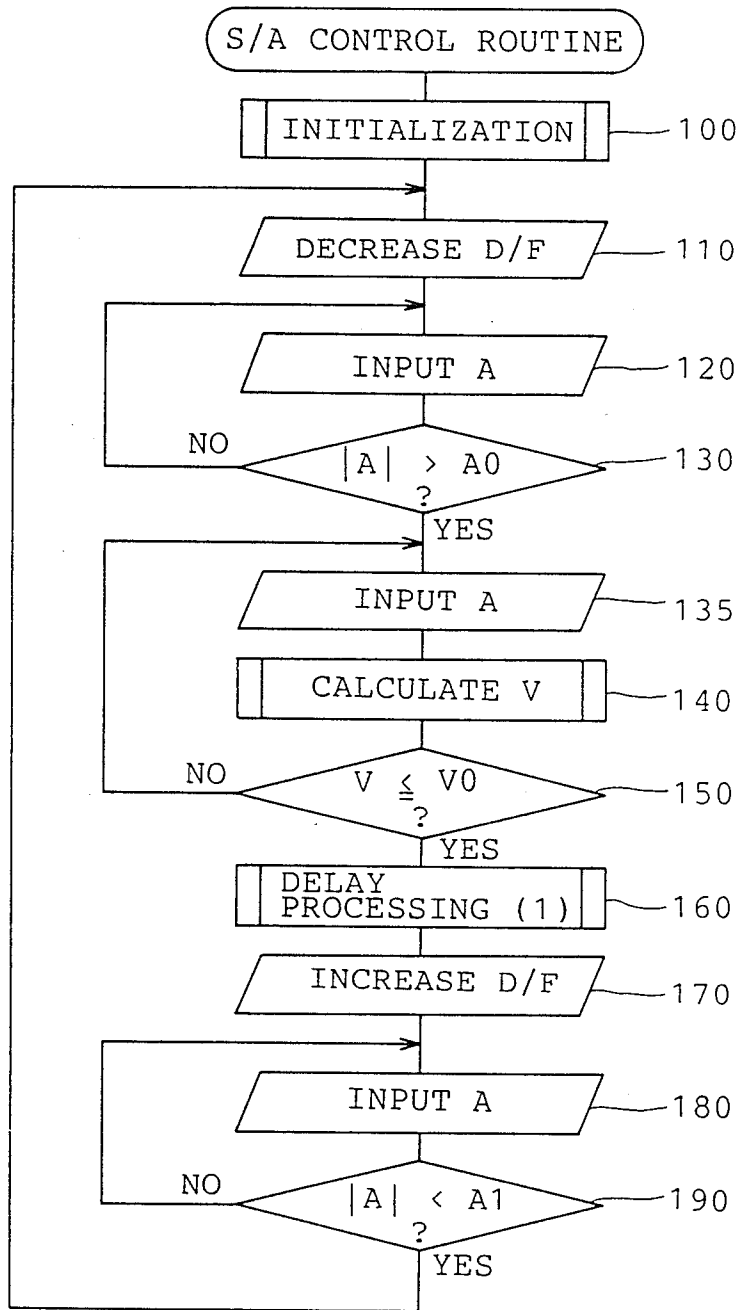 S/A CONTROL ROUTINE
INITIALIZATION
100
DECREASE D/F
110
INPUT A
120
NO
|A| > A0
?
130
YES
INPUT A
135
CALCULATE V
140
NO
V ≦ V0
?
150
YES
DELAY
PROCESSING (1)
160
INCREASE D/F
170
INPUT A
180
NO
|A| < A1
?
190
YES